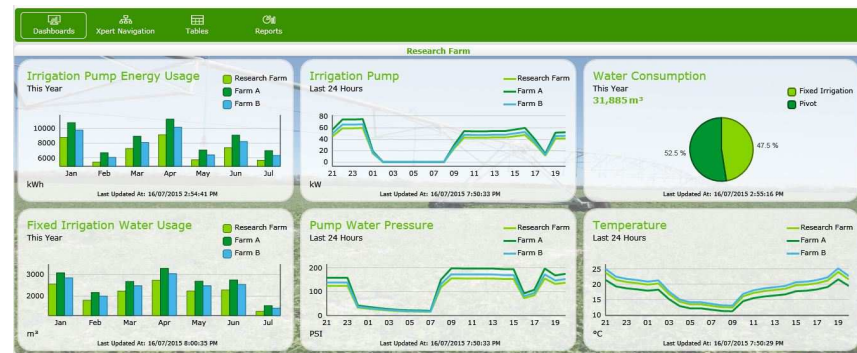 Dashboards
Xpert Navigation
Tables
Reports
Research Farm
Irrigation Pump Energy Usage
This Year
Research Farm
Farm A
Farm B
10000
8000
6000
Jan Feb Mar Apr May Jun Jul
kWh
Last Updated At: 16/07/2015 2:54:41 PM
Irrigation Pump
Last 24 Hours
Research Farm
Farm A
Farm B
80
60
40
20
0
21 23 01 03 05 07 09 11 13 15 17 19
kW
Last Updated At: 16/07/2015 7:50:33 PM
Water Consumption
This Year
31,885 m³
Fixed Irrigation
Pivot
52.5 %
47.5 %
Last Updated At: 16/07/2015 2:55:16 PM
Fixed Irrigation Water Usage
This Year
Research Farm
Farm A
Farm B
3000
2000
Jan Feb Mar Apr May Jun Jul
m³
Last Updated At: 16/07/2015 8:00:35 PM
Pump Water Pressure
Last 24 Hours
Research Farm
Farm A
Farm B
200
100
0
21 23 01 03 05 07 09 11 13 15 17 19
PSI
Last Updated At: 16/07/2015 7:50:33 PM
Temperature
Last 24 Hours
Research Farm
Farm A
Farm B
25
20
15
10
21 23 01 03 05 07 09 11 13 15 17 19
°C
Last Updated At: 16/07/2015 7:50:29 PM